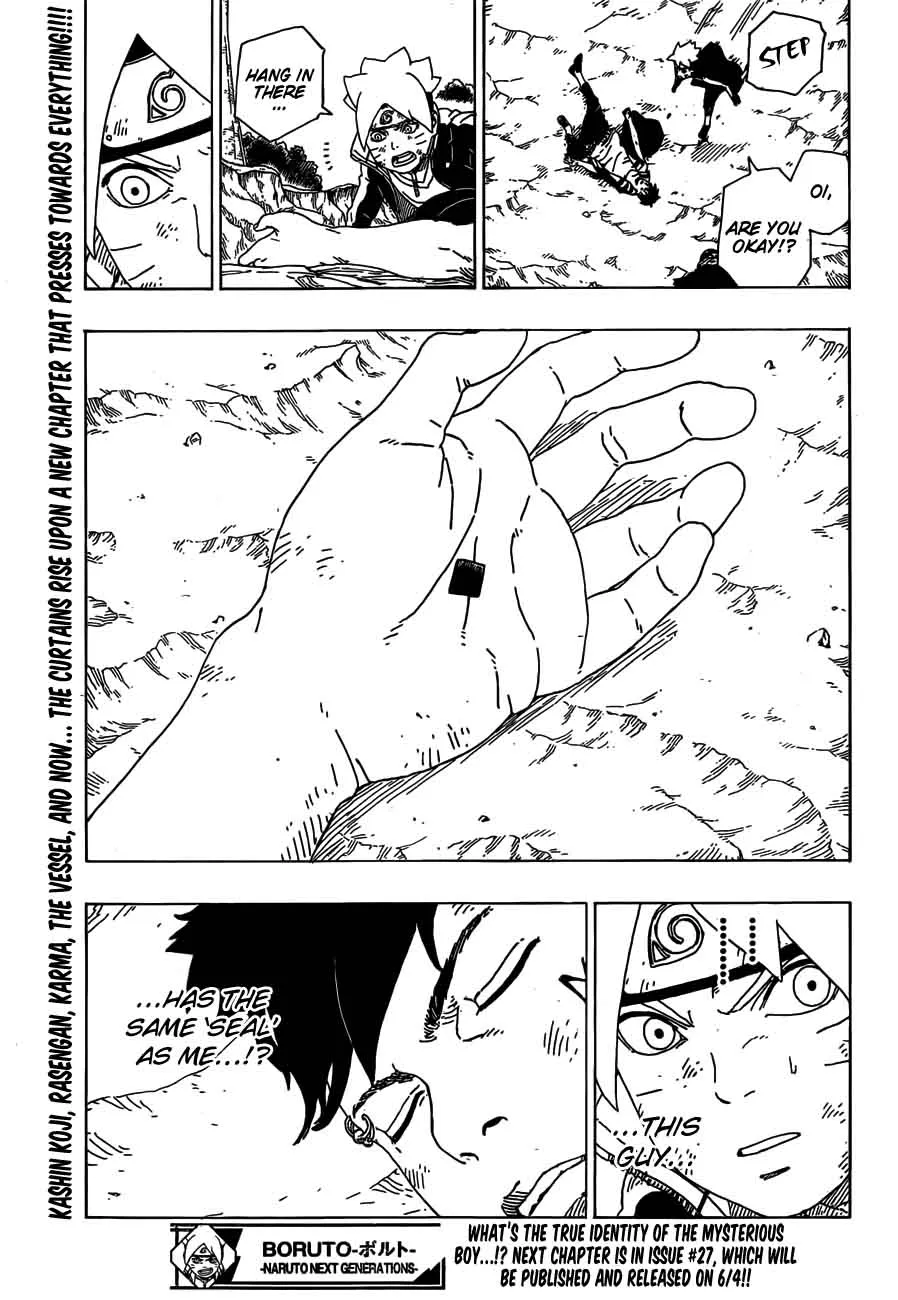 STEP
OI,
ARE YOU
OKAY!?
HANG IN
THERE
...
KASHIN KOJI, RASENGAN, KARMA, THE VESSEL, AND NOW... THE CURTAINS RISE UPON A NEW CHAPTER THAT PRESSES TOWARDS EVERYTHING!!!!
...THIS
GUY...
...HAS THE
SAME 'SEAL'
AS ME...!?
BORUTO-ボルト-
-NARUTO NEXT GENERATIONS-
WHAT'S THE TRUE IDENTITY OF THE MYSTERIOUS
BOY...!? NEXT CHAPTER IS IN ISSUE #27, WHICH WILL
BE PUBLISHED AND RELEASED ON 6/4!!